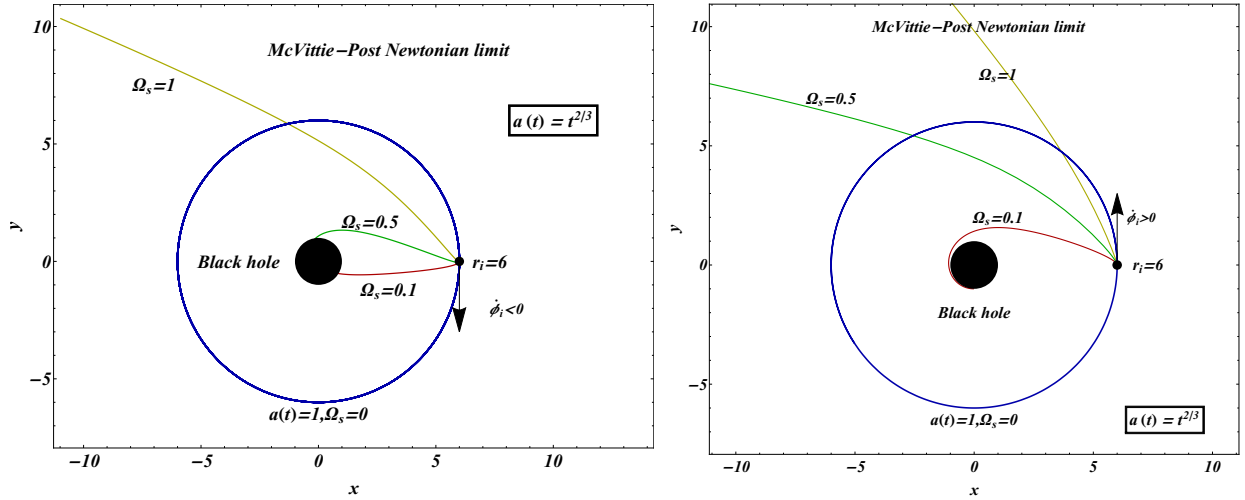 McVittie−Post Newtonian limit
Ω_s=1
a(t) = t^{2/3}
Ω_s=0.5
Black hole
r_i=6
Ω_s=0.1
ϕ̇_i<0
a(t)=1,Ω_s=0
10
5
0
−5
y
−10
−5
0
5
10
x
McVittie−Post Newtonian limit
Ω_s=1
Ω_s=0.5
Ω_s=0.1
ϕ̇_i>0
r_i=6
Black hole
a(t)=1,Ω_s=0
a(t) = t^{2/3}
10
5
0
−5
y
−10
−5
0
5
10
x